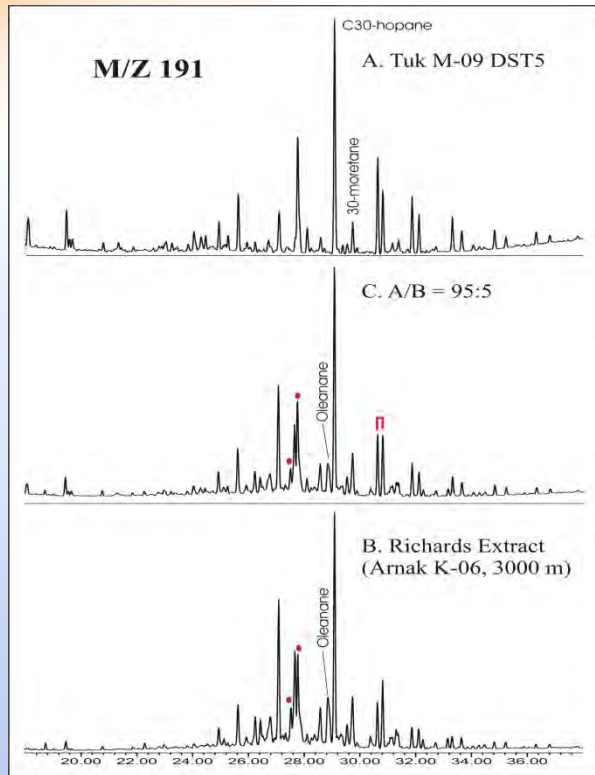 C30-hopane
M/Z 191
A. Tuk M-09 DST5
30-moretane
C. A/B = 95:5
Oleanane
B. Richards Extract
(Arnak K-06, 3000 m)
Oleanane
20.00 22.00 24.00 26.00 28.00 30.00 32.00 34.00 36.00